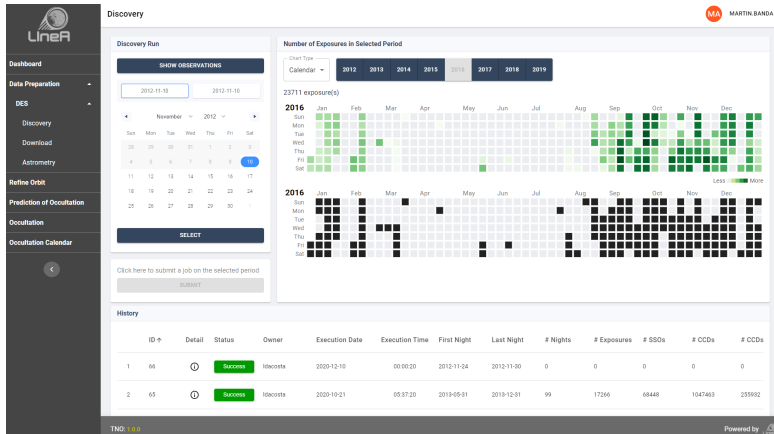 LIneA
Discovery
MA MARTIN.BANDA
Dashboard
Data Preparation
DES
Discovery
Download
Astrometry
Refine Orbit
Prediction of Occultation
Occultation
Occultation Calendar
Discovery Run
SHOW OBSERVATIONS
2012-11-10 2012-11-10
November 2012
Sun Mon Tue Wed Thu Fri Sat
28 29 30 31 1 2 3
4 5 6 7 8 9 10
11 12 13 14 15 16 17
18 19 20 21 22 23 24
25 26 27 28 29 30 1
SELECT
Click here to submit a job on the selected period
SUBMIT
Number of Exposures in Selected Period
Chart Type
Calendar 2012 2013 2014 2015 2016 2017 2018 2019
23711 exposure(s)
2016 Jan Feb Mar Apr May Jun Jul Aug Sep Oct Nov Dec
Sun
Mon
Tue
Wed
Thu
Fri
Sat
Less More
2016 Jan Feb Mar Apr May Jun Jul Aug Sep Oct Nov Dec
Sun
Mon
Tue
Wed
Thu
Fri
Sat
History
ID Detail Status Owner Execution Date Execution Time First Night Last Night # Nights # Exposures # SSOs # CCDs # CCDs
1 66 Success ldacosta 2020-12-10 00:00:20 2012-11-24 2012-11-30 0 0 0 0 0
2 65 Success ldacosta 2020-10-21 05:37:20 2013-05-31 2013-12-31 99 17266 68448 1047463 255932
TNO: 1.0.0
Powered by